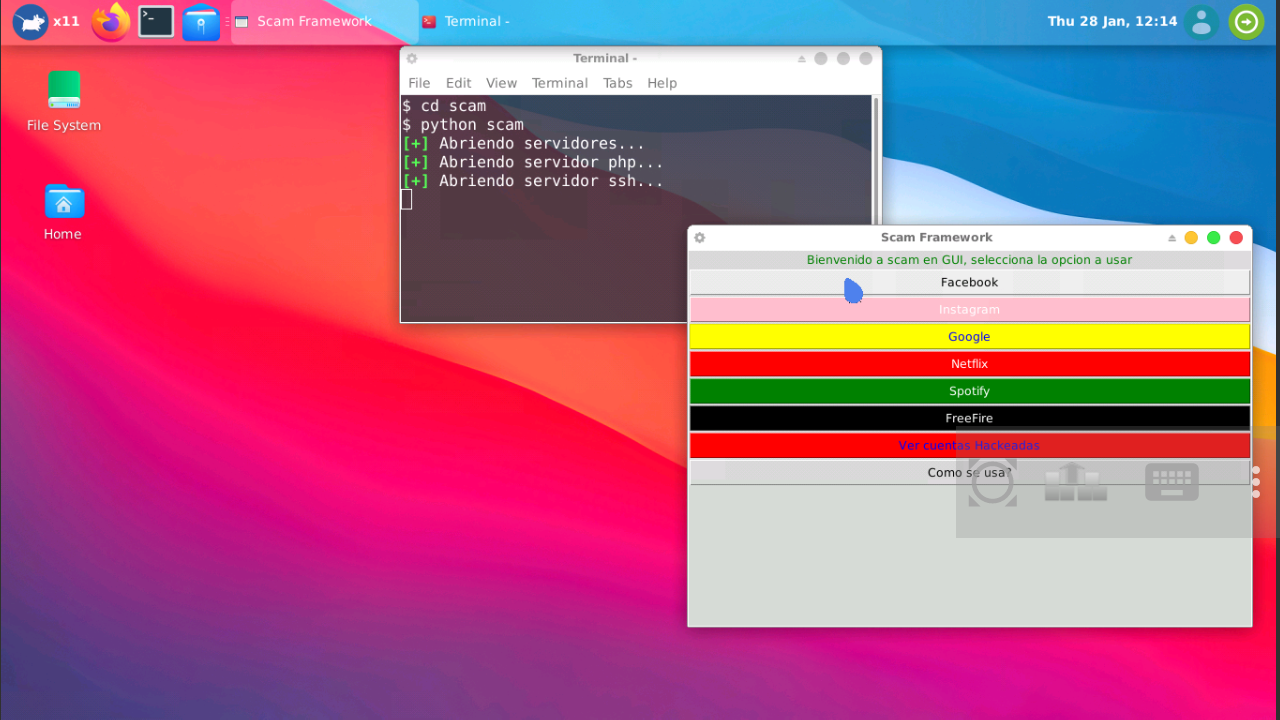 x11
Scam Framework
Terminal -
Thu 28 Jan, 12:14
File System
Home
Terminal -
File Edit View Terminal Tabs Help
$ cd scam
$ python scam
[+] Abriendo servidores...
[+] Abriendo servidor php...
[+] Abriendo servidor ssh...
Scam Framework
Bienvenido a scam en GUI, selecciona la opcion a usar
Facebook
Instagram
Google
Netflix
Spotify
FreeFire
Ver cuentas Hackeadas
Como se usa?